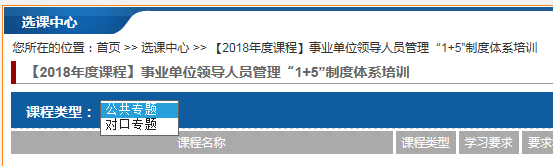 选课中心
您所在的位置：首页 >> 选课中心 >> 【2018年度课程】事业单位领导人员管理“1+5”制度体系培训
【2018年度课程】事业单位领导人员管理“1+5”制度体系培训
课程类型： 公共专题
对口专题
课程名称 课程类型 学习要求 要求